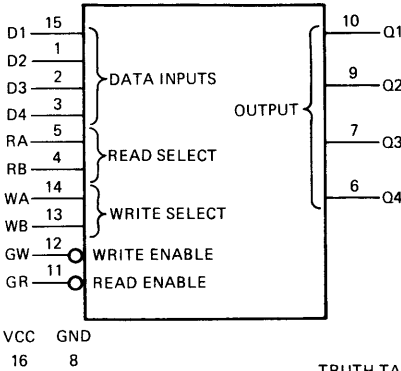 D1 15 10 Q1
D2 1
D3 2 DATA INPUTS 9 Q2
D4 3 OUTPUT
RA 5 7 Q3
RB 4 READ SELECT
WA 14 6 Q4
WB 13 WRITE SELECT
GW 12 WRITE ENABLE
GR 11 READ ENABLE
VCC GND
16 8